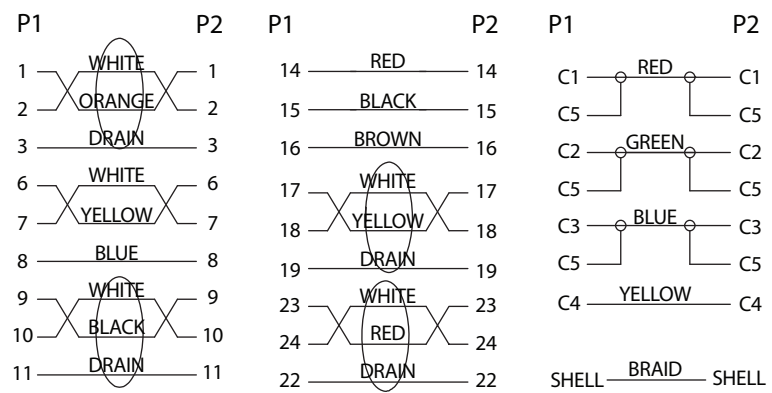 P1 P2
1 WHITE 1
2 ORANGE 2
3 DRAIN 3
6 WHITE 6
7 YELLOW 7
8 BLUE 8
9 WHITE 9
10 BLACK 10
11 DRAIN 11
P1 P2
14 RED 14
15 BLACK 15
16 BROWN 16
17 WHITE 17
18 YELLOW 18
19 DRAIN 19
23 WHITE 23
24 RED 24
22 DRAIN 22
P1 P2
C1 RED C1
C5 C5
C2 GREEN C2
C5 C5
C3 BLUE C3
C5 C5
C4 YELLOW C4
SHELL BRAID SHELL